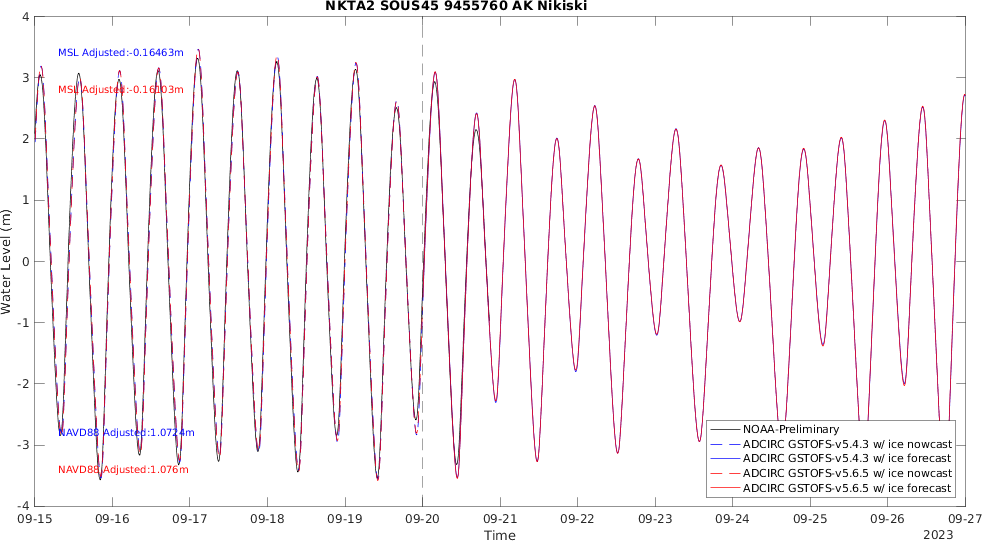 NKTA2 SOUS45 9455760 AK Nikiski
4
3
2
1
0
-1
-2
-3
-4
Water Level (m)
MSL Adjusted:-0.16463m
MSL Adjusted:-0.16103m
NAVD88 Adjusted:1.0724m
NAVD88 Adjusted:1.076m
NOAA-Preliminary
ADCIRC GSTOFS-v5.4.3 w/ ice nowcast
ADCIRC GSTOFS-v5.4.3 w/ ice forecast
ADCIRC GSTOFS-v5.6.5 w/ ice nowcast
ADCIRC GSTOFS-v5.6.5 w/ ice forecast
09-15 09-16 09-17 09-18 09-19 09-20 09-21 09-22 09-23 09-24 09-25 09-26 09-27
Time
2023